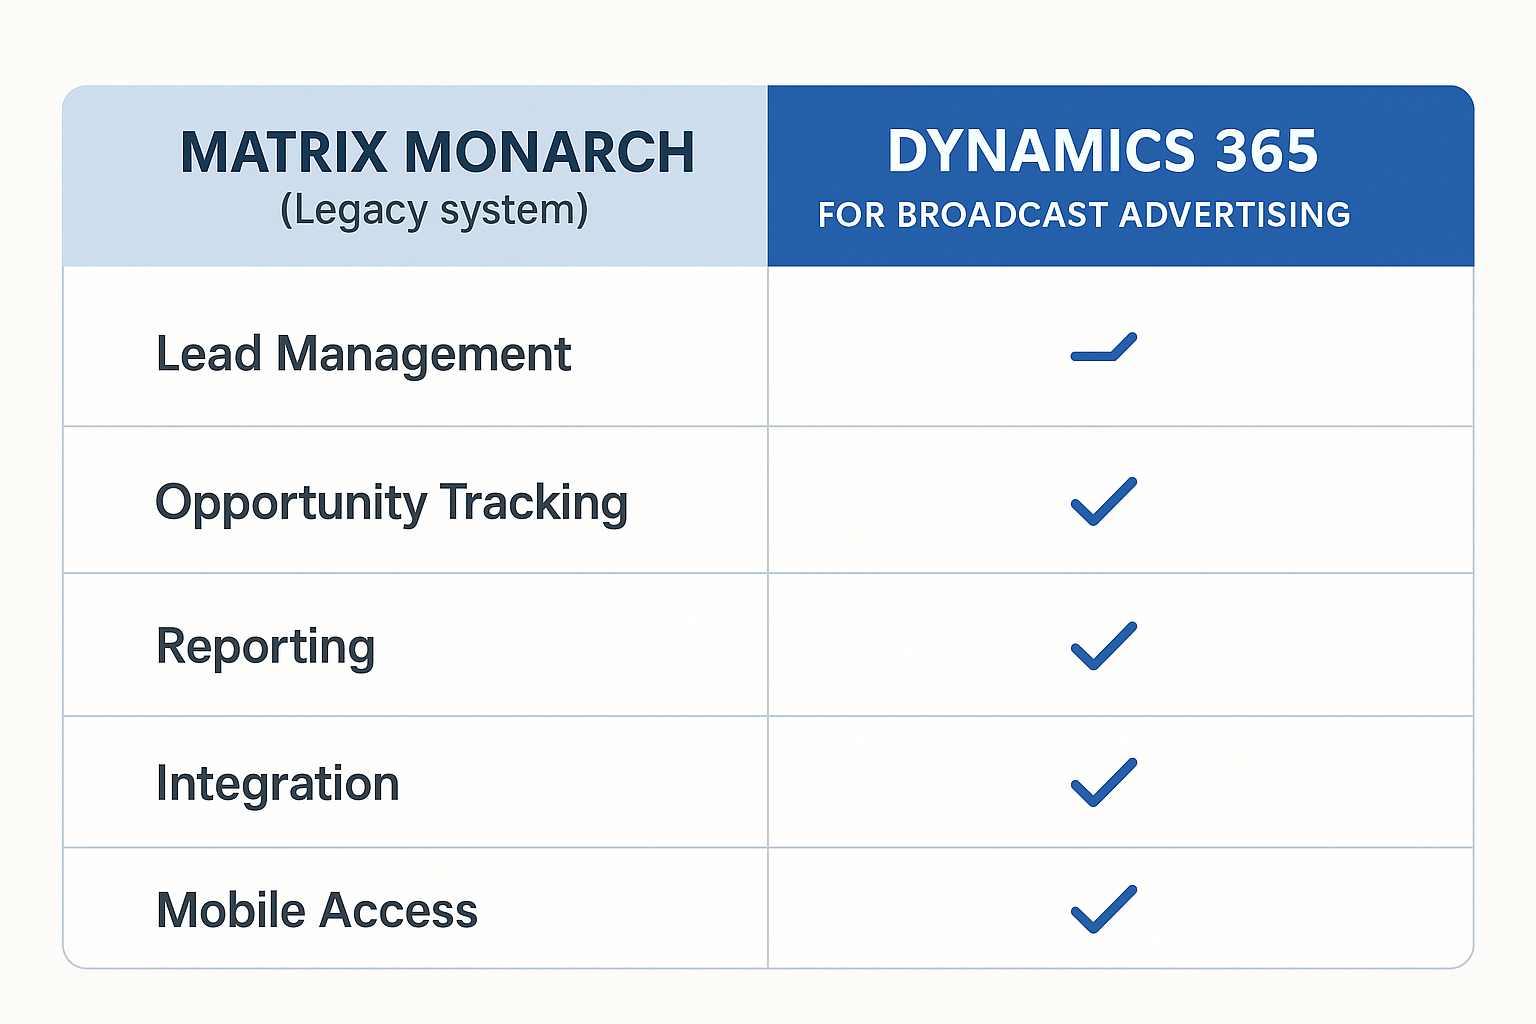 MATRIX MONARCH
(Legacy system)
DYNAMICS 365
FOR BROADCAST ADVERTISING
Lead Management
Opportunity Tracking
Reporting
Integration
Mobile Access